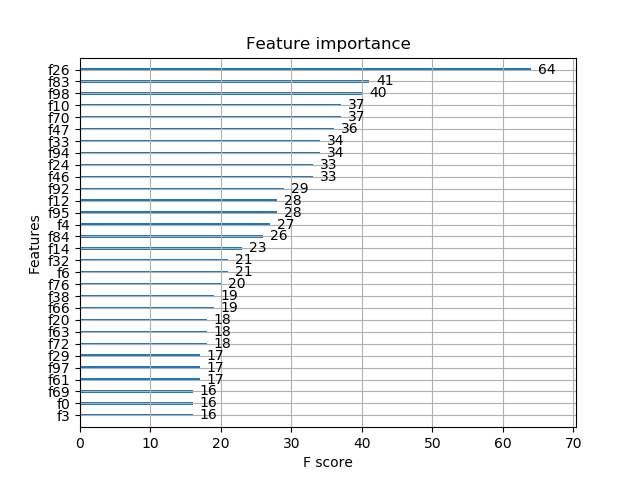 Feature importance
f26 64
f83 41
f98 40
f10 37
f70 37
f47 36
f33 34
f94 34
f24 33
f46 33
f92 29
f12 28
f95 28
f4 27
f84 26
f14 23
f32 21
f6 21
f76 20
f38 19
f66 19
f20 18
f63 18
f72 18
f29 17
f97 17
f61 17
f69 16
f0 16
f3 16
0 10 20 30 40 50 60 70
F score
Features